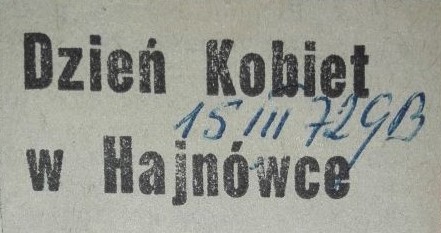 Dzień Kobiet
15 III 72 GB
w Hajnówce